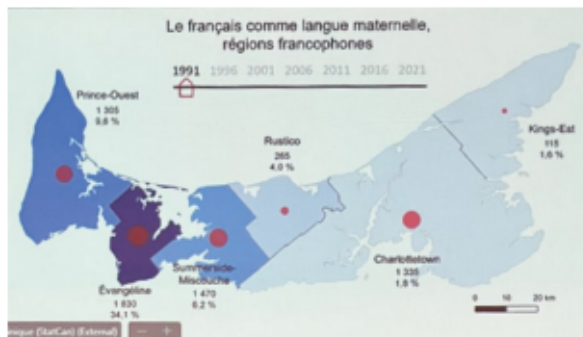 Le français comme langue maternelle,
régions francophones
1991 1996 2001 2006 2011 2016 2021
Prince-Ouest
1 305
9,8 %
Rustico
265
4,0 %
Kings-Est
115
1,6 %
Charlottetown
1 335
1,8 %
Summerside-
Miscouche
1 470
6,2 %
Évangéline
1 830
34,1 %
0 10 20 km
(StatCan) (External)